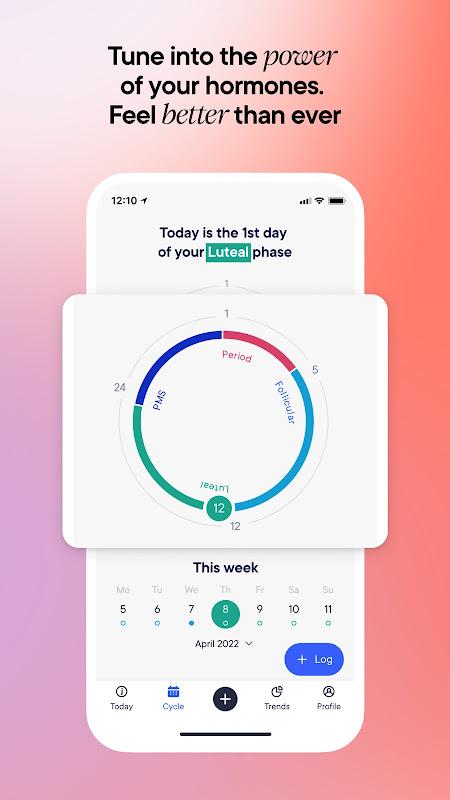 Tune into the power
of your hormones.
Feel better than ever
12:10
Today is the 1st day
of your Luteal phase
1
1
Period
5
Follicular
24
PMS
Luteal
12
12
This week
Mo Tu We Th Fr Sa Su
5 6 7 8 9 10 11
April 2022
+ Log
Today Cycle Trends Profile